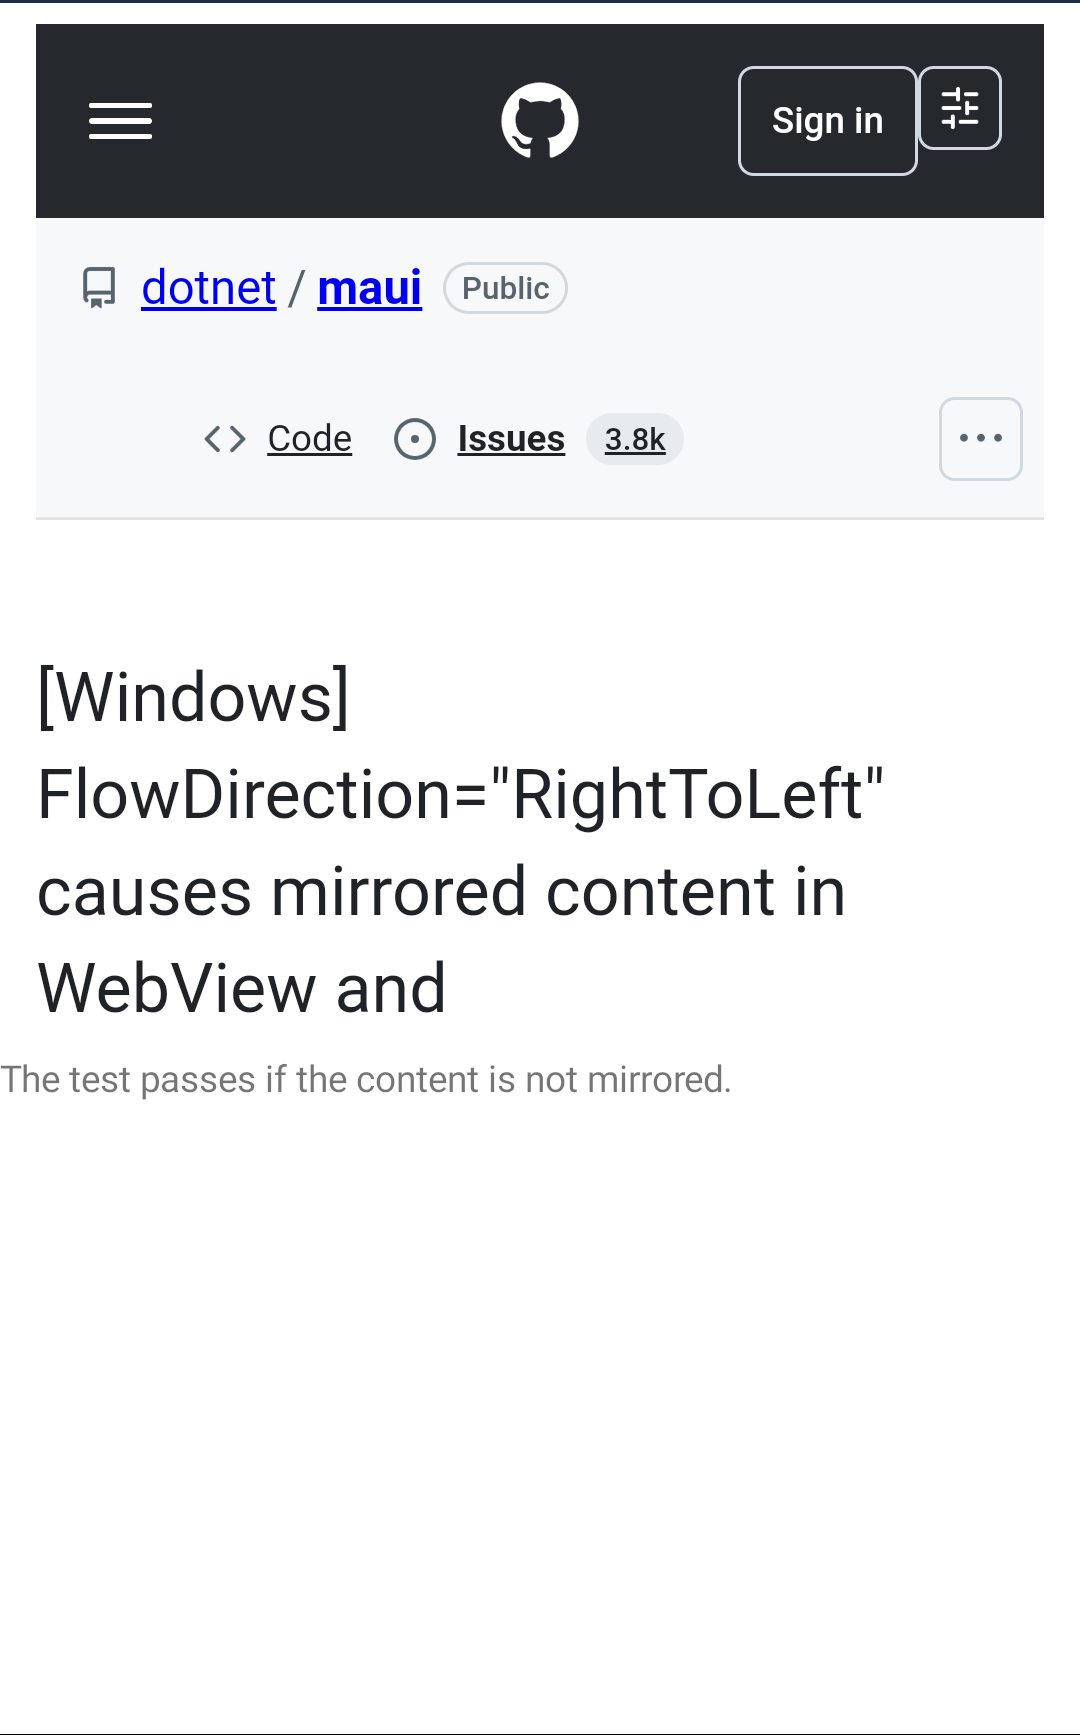 Sign in
dotnet / maui Public
Code Issues 3.8k
[Windows]
FlowDirection="RightToLeft"
causes mirrored content in
WebView and
The test passes if the content is not mirrored.